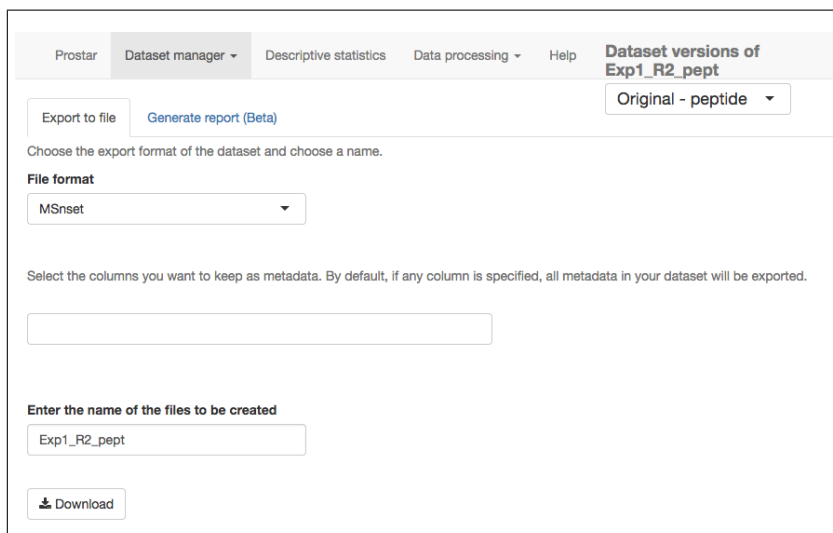 Prostar Dataset manager Descriptive statistics Data processing Help
Dataset versions of
Exp1_R2_pept
Original - peptide
Export to file Generate report (Beta)
Choose the export format of the dataset and choose a name.
File format
MSnset
Select the columns you want to keep as metadata. By default, if any column is specified, all metadata in your dataset will be exported.
Enter the name of the files to be created
Exp1_R2_pept
Download